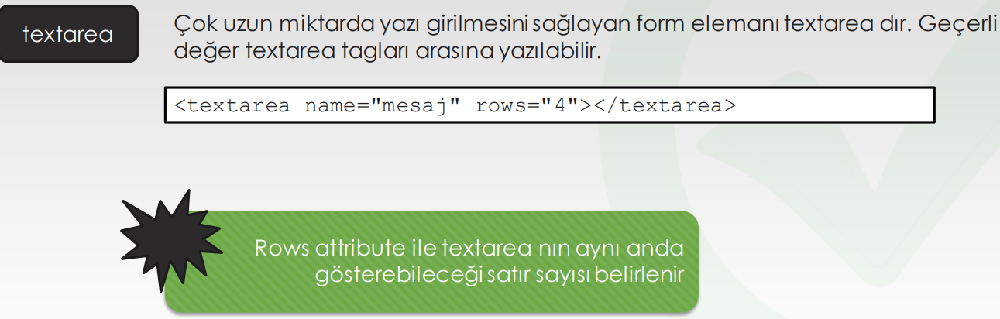 textarea
Çok uzun miktarda yazı girilmesini sağlayan form elemanı textarea dır. Geçerli
değer textarea tagları arasına yazılabilir.
<textarea name="mesaj" rows="4"></textarea>
Rows attribute ile textarea nın aynı anda
gösterebileceği satır sayısı belirlenir